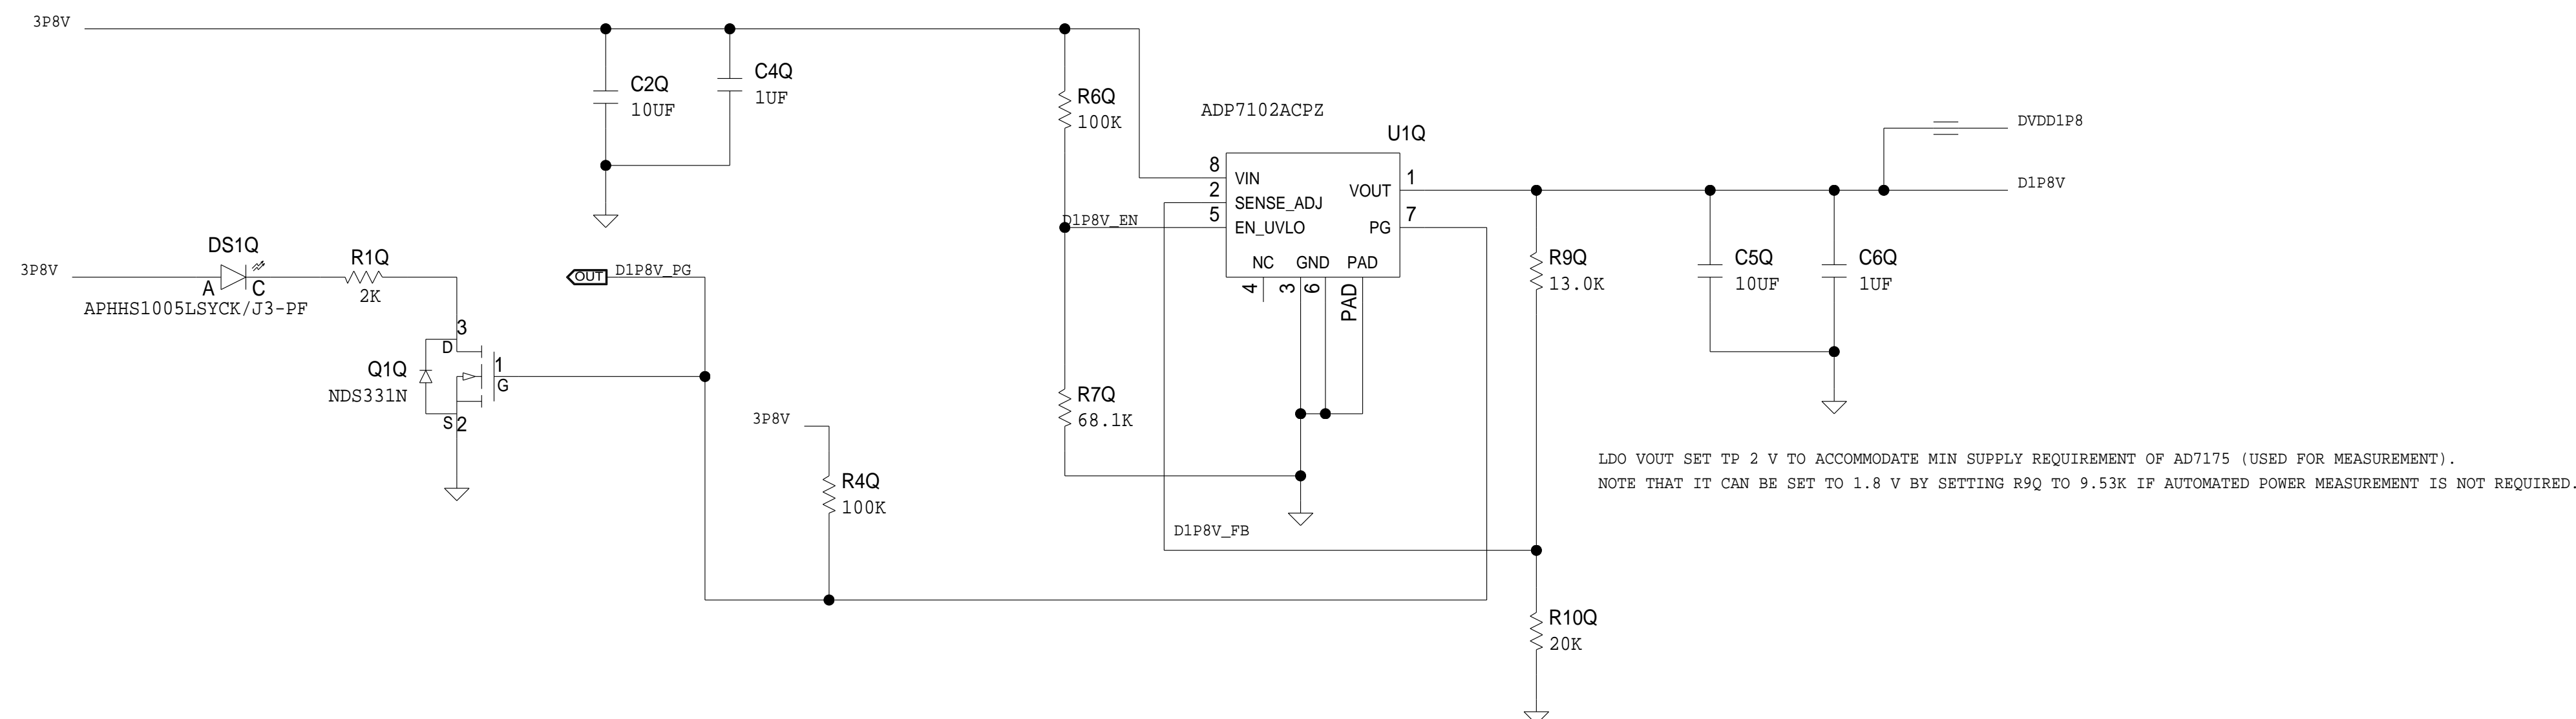 3P8V
C2Q
10UF
C4Q
1UF
R6Q
100K
ADP7102ACPZ
U1Q
8
VIN
2
SENSE_ADJ
5
EN_UVLO
D1P8V_EN
VOUT
1
PG
7
NC
GND
PAD
4
3
6
PAD
DVDD1P8
D1P8V
R9Q
13.0K
C5Q
10UF
C6Q
1UF
3P8V
DS1Q
A
C
APHHS1005LSYCK/J3-PF
R1Q
2K
OUT
D1P8V_PG
3
D
Q1Q
NDS331N
1
G
S
2
3P8V
R4Q
100K
R7Q
68.1K
D1P8V_FB
LDO VOUT SET TP 2 V TO ACCOMMODATE MIN SUPPLY REQUIREMENT OF AD7175 (USED FOR MEASUREMENT).
NOTE THAT IT CAN BE SET TO 1.8 V BY SETTING R9Q TO 9.53K IF AUTOMATED POWER MEASUREMENT IS NOT REQUIRED.
R10Q
20K